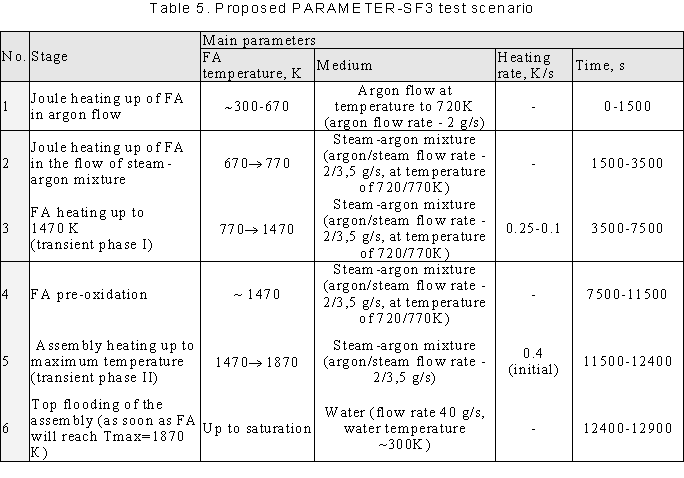 Table 5. Proposed PARAMETER-SF3 test scenario
No. Stage Main parameters
FA temperature, K Medium Heating rate, K/s Time, s
1 Joule heating up of FA in argon flow ~300-670 Argon flow at temperature to 720K (argon flow rate - 2 g/s) - 0-1500
2 Joule heating up of FA in the flow of steam-argon mixture 670→770 Steam-argon mixture (argon/steam flow rate - 2/3,5 g/s, at temperature of 720/770K) - 1500-3500
3 FA heating up to 1470 K (transient phase I) 770→1470 Steam-argon mixture (argon/steam flow rate - 2/3,5 g/s, at temperature of 720/770K) 0.25-0.1 3500-7500
4 FA pre-oxidation ~ 1470 Steam-argon mixture (argon/steam flow rate - 2/3,5 g/s, at temperature of 720/770K) - 7500-11500
5 Assembly heating up to maximum temperature (transient phase II) 1470→1870 Steam-argon mixture (argon/steam flow rate - 2/3,5 g/s) 0.4 (initial) 11500-12400
6 Top flooding of the assembly (as soon as FA will reach Tmax=1870 K) Up to saturation Water (flow rate 40 g/s, water temperature ~300K) - 12400-12900